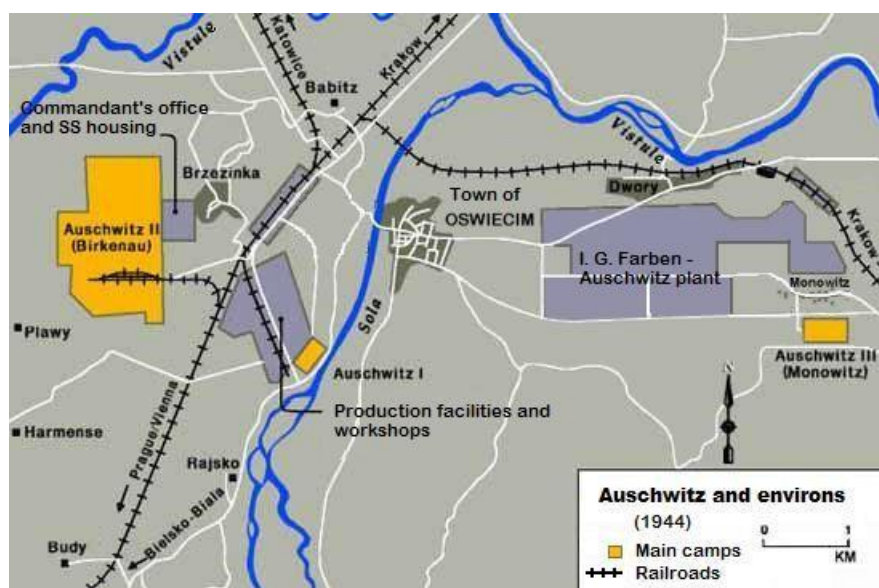 Vistule
Katowice
Krakow
Babitz
Commandant's office
and SS housing
Brzezinka
Vistule
Dwory
Town of
OSWIECIM
Krakow
Auschwitz II
(Birkenau)
I. G. Farben -
Auschwitz plant
Monowitz
Sola
Plawy
Auschwitz III
(Monowitz)
Auschwitz I
N
Production facilities and
workshops
Harmense
Prague/Vienna
Rajsko
Bielsko-Biala
Budy
Auschwitz and environs
(1944)
0 1
KM
Main camps
Railroads